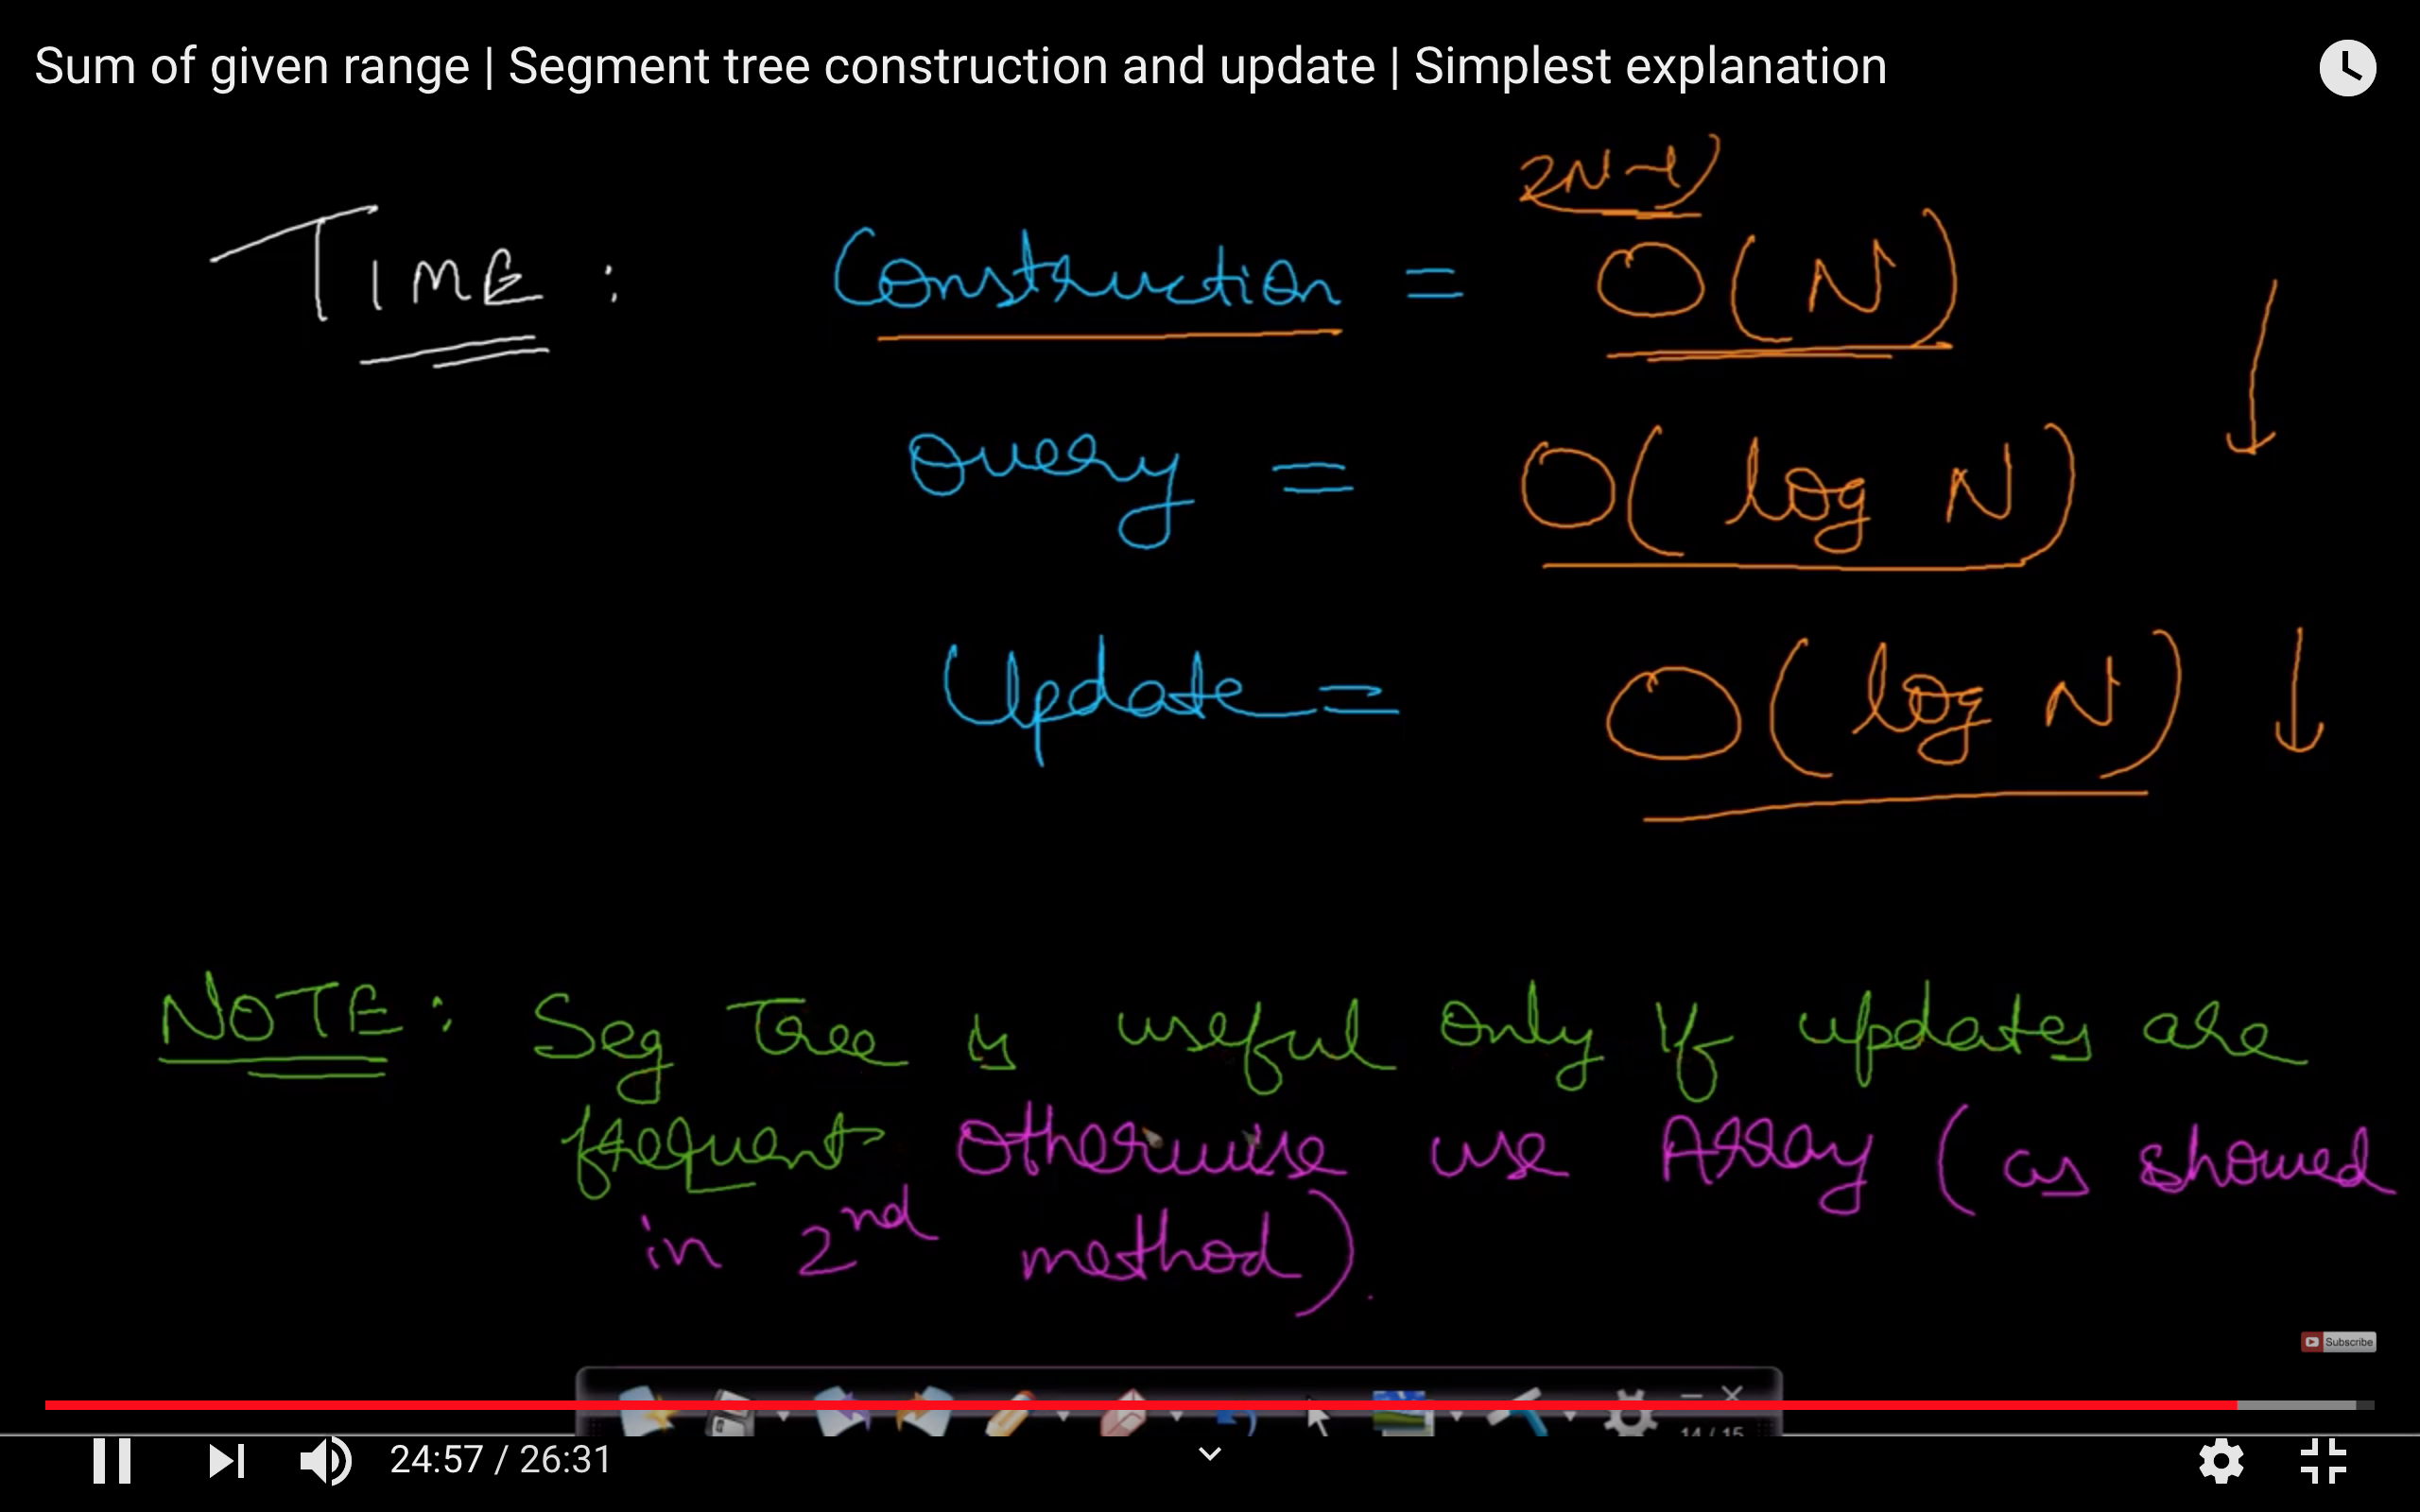 Sum of given range | Segment tree construction and update | Simplest explanation
2N-1
TIME : Construction = O(N)
Query = O(log N)
Update = O(log N)
NOTE : Seg Tree is useful only if updates are
frequent otherwise use Array (as showed
in 2nd method).
Subscribe
14 / 15
24:57 / 26:31